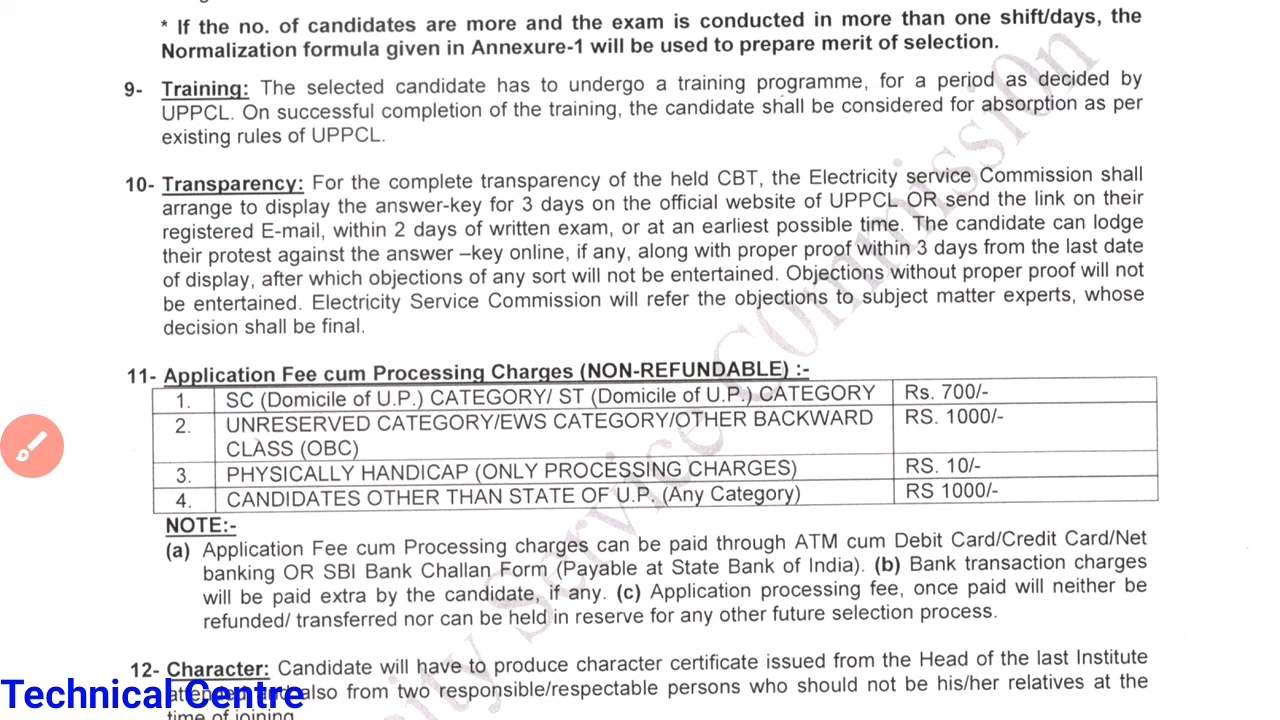 * If the no. of candidates are more and the exam is conducted in more than one shift/days, the
Normalization formula given in Annexure-1 will be used to prepare merit of selection.
9- Training: The selected candidate has to undergo a training programme, for a period as decided by
UPPCL. On successful completion of the training, the candidate shall be considered for absorption as per
existing rules of UPPCL.
10- Transparency: For the complete transparency of the held CBT, the Electricity service Commission shall
arrange to display the answer-key for 3 days on the official website of UPPCL OR send the link on their
registered E-mail, within 2 days of written exam, or at an earliest possible time. The candidate can lodge
their protest against the answer –key online, if any, along with proper proof within 3 days from the last date
of display, after which objections of any sort will not be entertained. Objections without proper proof will not
be entertained. Electricity Service Commission will refer the objections to subject matter experts, whose
decision shall be final.
11- Application Fee cum Processing Charges (NON-REFUNDABLE) :-
1. SC (Domicile of U.P.) CATEGORY/ ST (Domicile of U.P.) CATEGORY Rs. 700/-
2. UNRESERVED CATEGORY/EWS CATEGORY/OTHER BACKWARD RS. 1000/-
CLASS (OBC)
3. PHYSICALLY HANDICAP (ONLY PROCESSING CHARGES) RS. 10/-
4. CANDIDATES OTHER THAN STATE OF U.P. (Any Category) RS 1000/-
NOTE:-
(a) Application Fee cum Processing charges can be paid through ATM cum Debit Card/Credit Card/Net
banking OR SBI Bank Challan Form (Payable at State Bank of India). (b) Bank transaction charges
will be paid extra by the candidate, if any. (c) Application processing fee, once paid will neither be
refunded/ transferred nor can be held in reserve for any other future selection process.
12- Character: Candidate will have to produce character certificate issued from the Head of the last Institute
also from two responsible/respectable persons who should not be his/her relatives at the
time of joining
Technical Centre
Service C0mmissi0n